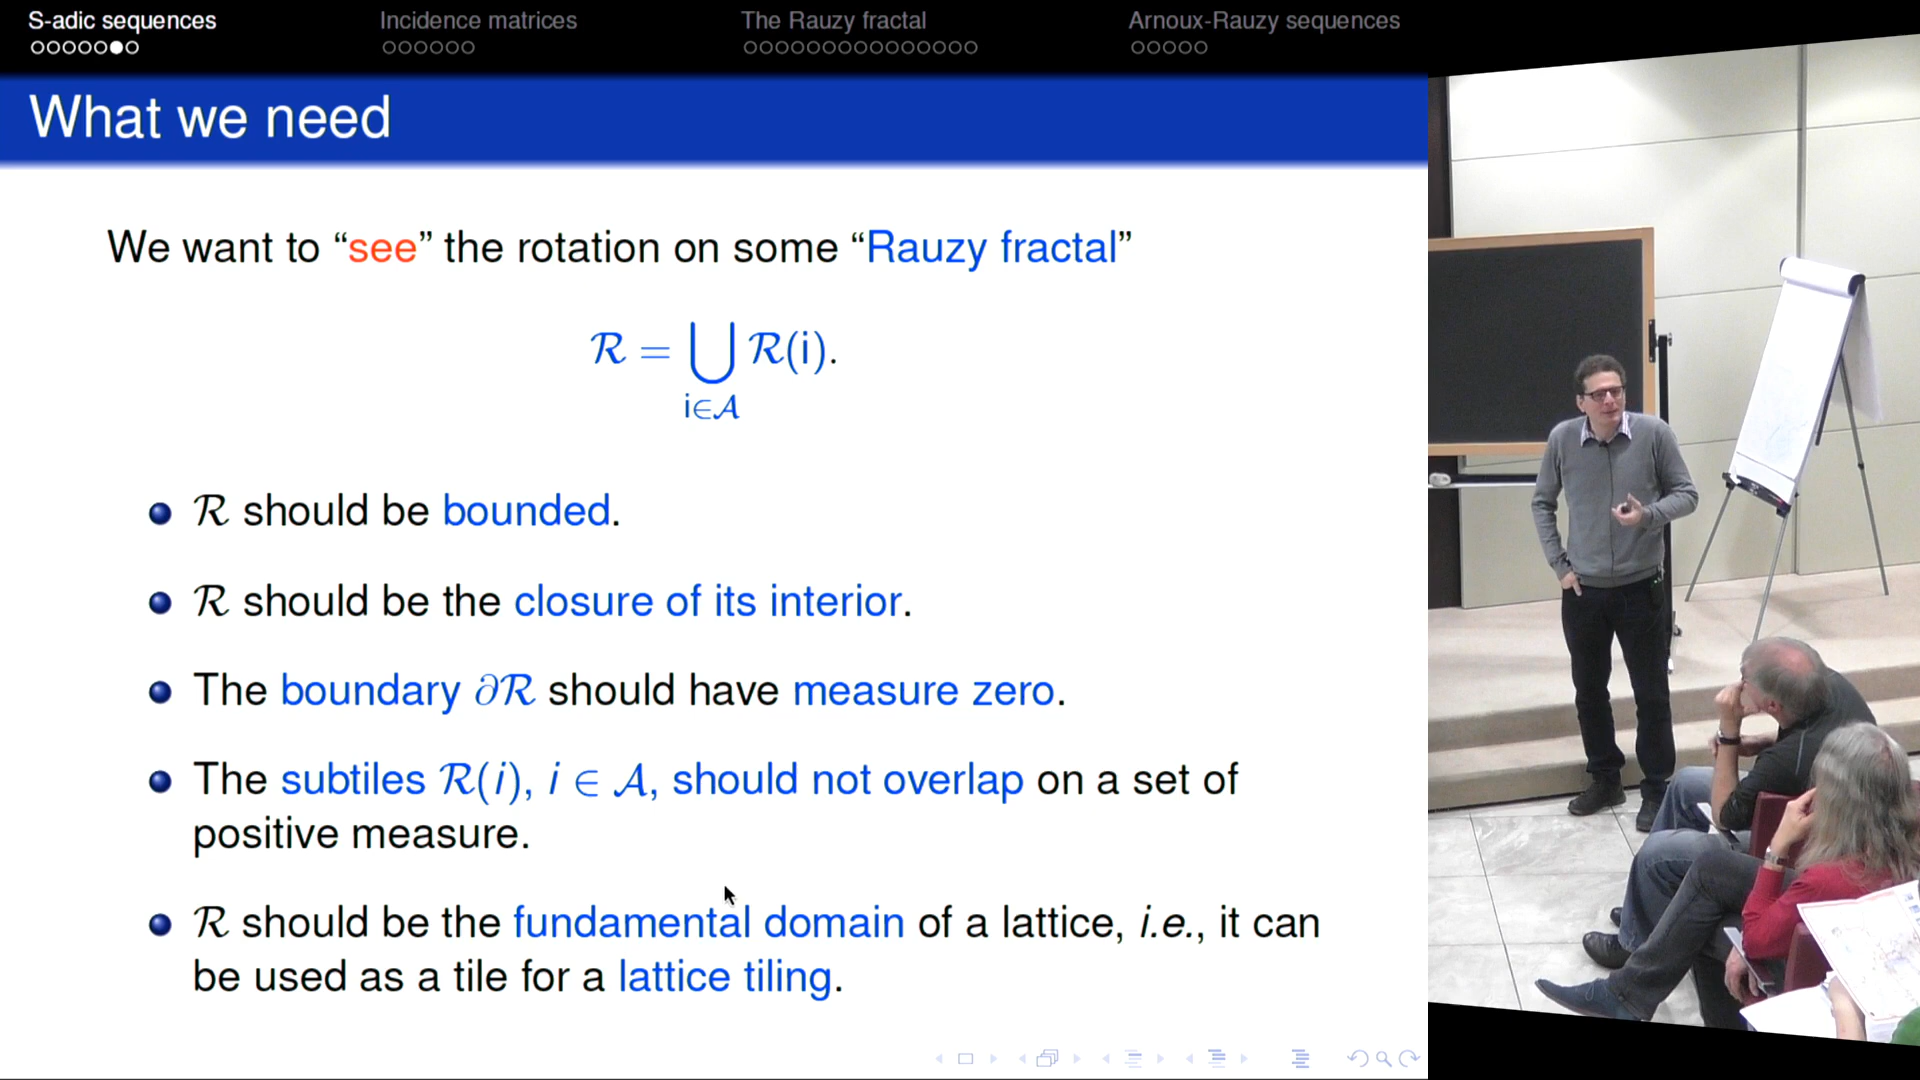 S-adic sequences
Incidence matrices
The Rauzy fractal
Arnoux-Rauzy sequences
What we need
We want to “see” the rotation on some “Rauzy fractal”
ℛ = ⋃ ℛ(i).
i∈𝒜
ℛ should be bounded.
ℛ should be the closure of its interior.
The boundary ∂ℛ should have measure zero.
The subtiles ℛ(i), i ∈ 𝒜, should not overlap on a set of
positive measure.
ℛ should be the fundamental domain of a lattice, i.e., it can
be used as a tile for a lattice tiling.